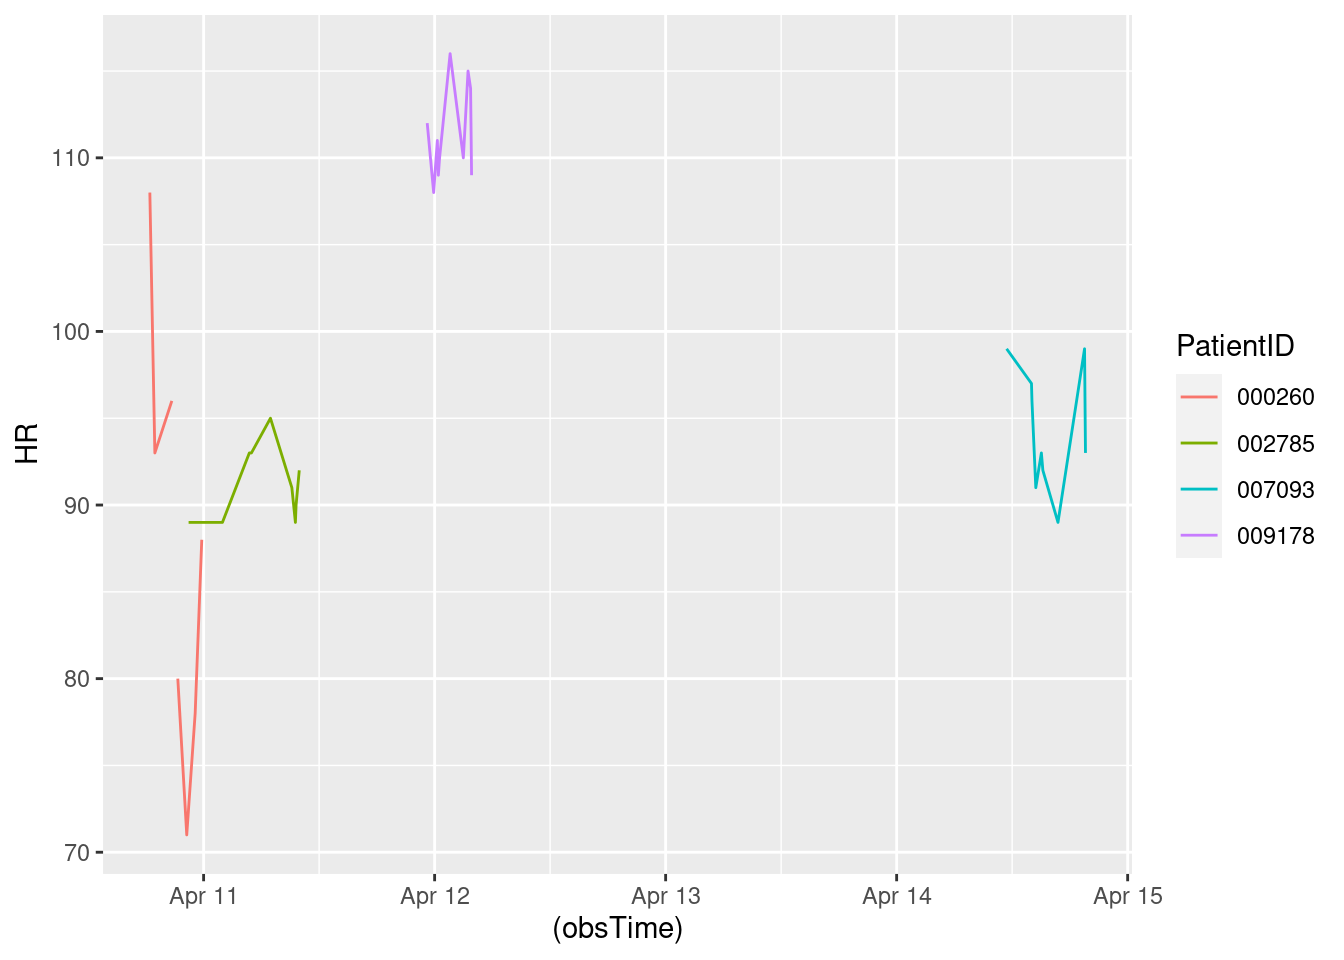 HR
110
100
90
80
70
Apr 11
Apr 12
Apr 13
Apr 14
Apr 15
(obsTime)
PatientID
000260
002785
007093
009178